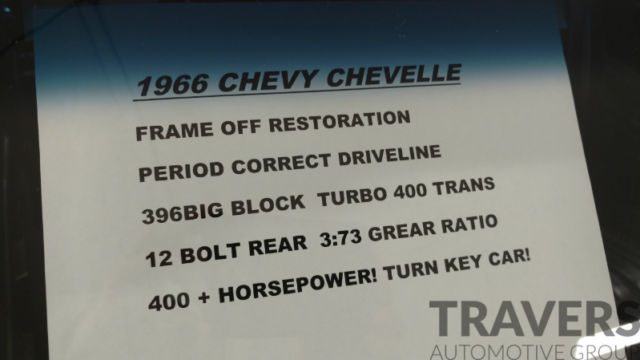 1966 CHEVY CHEVELLE
FRAME OFF RESTORATION
PERIOD CORRECT DRIVELINE
396BIG BLOCK TURBO 400 TRANS
12 BOLT REAR 3:73 GREAR RATIO
400 + HORSEPOWER! TURN KEY CAR!
TRAVERS
AUTOMOTIVE GROUP